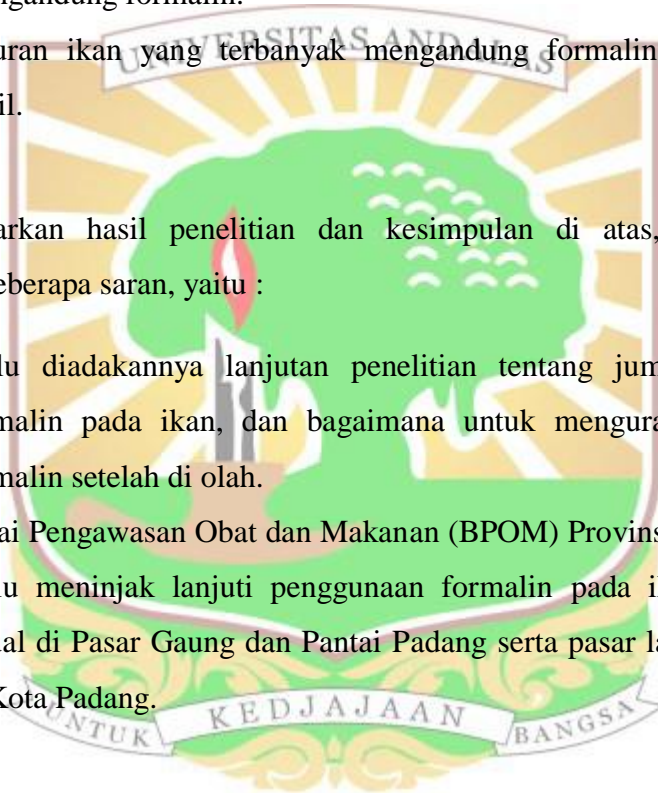 ngandung formalin.
UNIVERSITAS ANDALAS
uran ikan yang terbanyak mengandung formalin
il.
arkan hasil penelitian dan kesimpulan di atas,
eberapa saran, yaitu :
lu diadakannya lanjutan penelitian tentang jum
malin pada ikan, dan bagaimana untuk mengura
malin setelah di olah.
ai Pengawasan Obat dan Makanan (BPOM) Provins
lu meninjak lanjuti penggunaan formalin pada i
ual di Pasar Gaung dan Pantai Padang serta pasar la
Kota Padang.
UNTUK KEDJAJAAN BANGSA